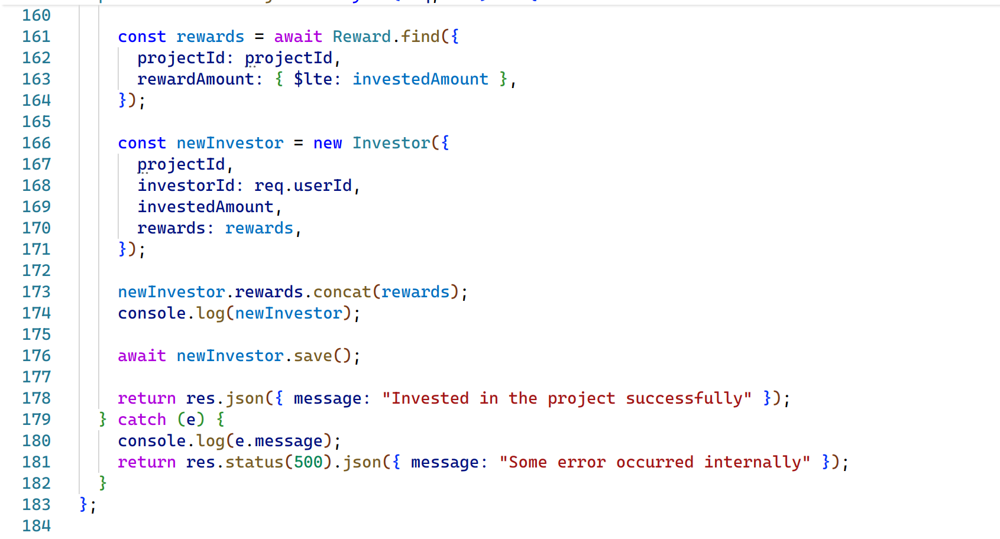 160
161 const rewards = await Reward.find({
162 projectId: projectId,
163 rewardAmount: { $lte: investedAmount },
164 });
165
166 const newInvestor = new Investor({
167 projectId,
168 investorId: req.userId,
169 investedAmount,
170 rewards: rewards,
171 });
172
173 newInvestor.rewards.concat(rewards);
174 console.log(newInvestor);
175
176 await newInvestor.save();
177
178 return res.json({ message: "Invested in the project successfully" });
179 } catch (e) {
180 console.log(e.message);
181 return res.status(500).json({ message: "Some error occurred internally" });
182 }
183 };
184